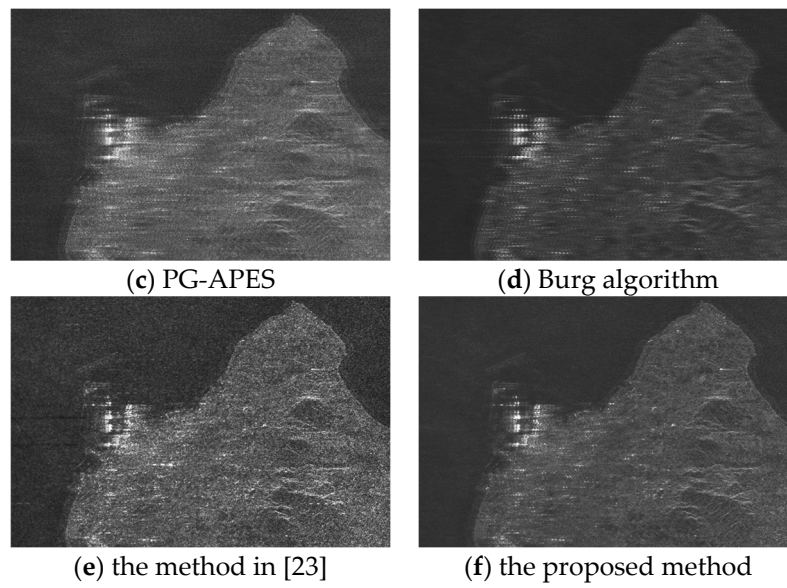 (c) PG-APES
(d) Burg algorithm
(e) the method in [23]
(f) the proposed method